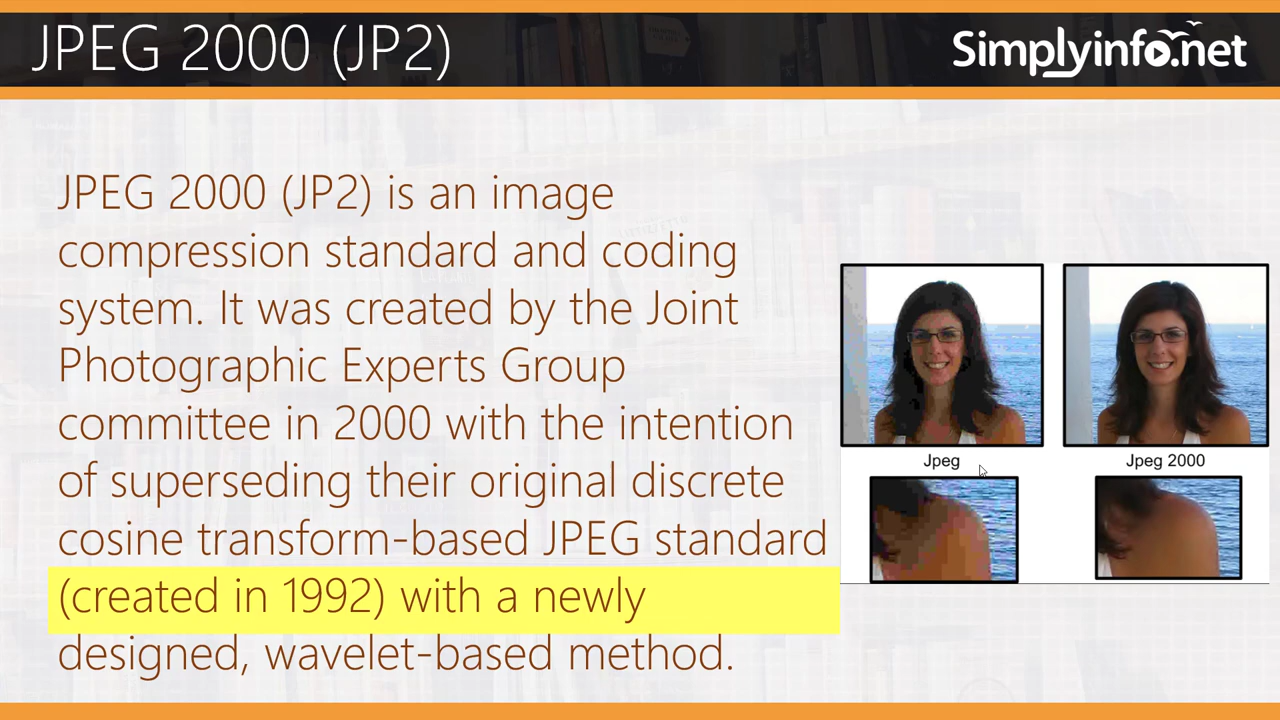 JPEG 2000 (JP2)
Simplyinfo.net
JPEG 2000 (JP2) is an image
compression standard and coding
system. It was created by the Joint
Photographic Experts Group
committee in 2000 with the intention
of superseding their original discrete
cosine transform-based JPEG standard
(created in 1992) with a newly
designed, wavelet-based method.
Jpeg
Jpeg 2000